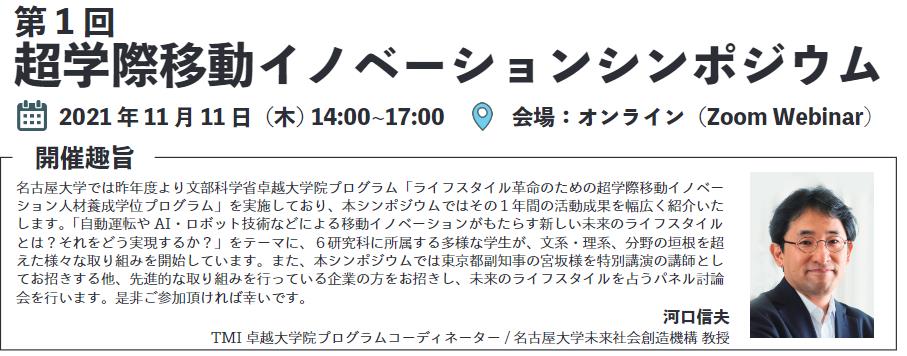 第1回
超学際移動イノベーションシンポジウム
2021年11月11日（木）14:00~17:00 会場：オンライン（Zoom Webinar）
開催趣旨
名古屋大学では昨年度より文部科学省卓越大学院プログラム「ライフスタイル革命のための超学際移動イノベー
ション人材養成学位プログラム」を実施しており、本シンポジウムではその１年間の活動成果を幅広く紹介いた
します。「自動運転や AI・ロボット技術などによる移動イノベーションがもたらす新しい未来のライフスタイル
とは？それをどう実現するか？」をテーマに、６研究科に所属する多様な学生が、文系・理系、分野の垣根を超
えた様々な取り組みを開始しています。また、本シンポジウムでは東京都副知事の宮坂様を特別講演の講師とし
てお招きする他、先進的な取り組みを行っている企業の方をお招きし、未来のライフスタイルを占うパネル討論
会を行います。是非ご参加頂ければ幸いです。
河口信夫
TMI 卓越大学院プログラムコーディネーター / 名古屋大学未来社会創造機構 教授